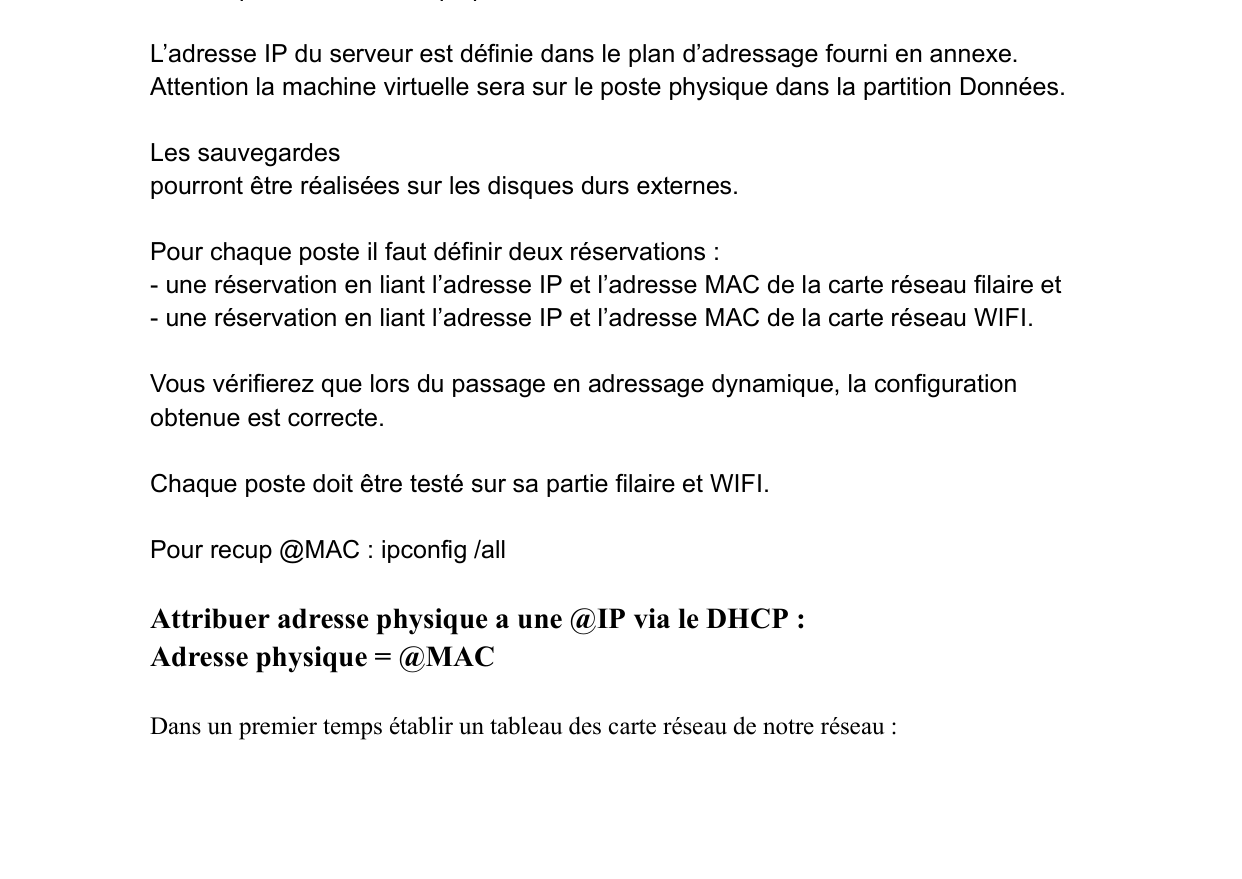 L’adresse IP du serveur est définie dans le plan d’adressage fourni en annexe.
Attention la machine virtuelle sera sur le poste physique dans la partition Données.
Les sauvegardes
pourront être réalisées sur les disques durs externes.
Pour chaque poste il faut définir deux réservations :
- une réservation en liant l’adresse IP et l’adresse MAC de la carte réseau filaire et
- une réservation en liant l’adresse IP et l’adresse MAC de la carte réseau WIFI.
Vous vérifierez que lors du passage en adressage dynamique, la configuration
obtenue est correcte.
Chaque poste doit être testé sur sa partie filaire et WIFI.
Pour recup @MAC : ipconfig /all
Attribuer adresse physique a une @IP via le DHCP :
Adresse physique = @MAC
Dans un premier temps établir un tableau des carte réseau de notre réseau :